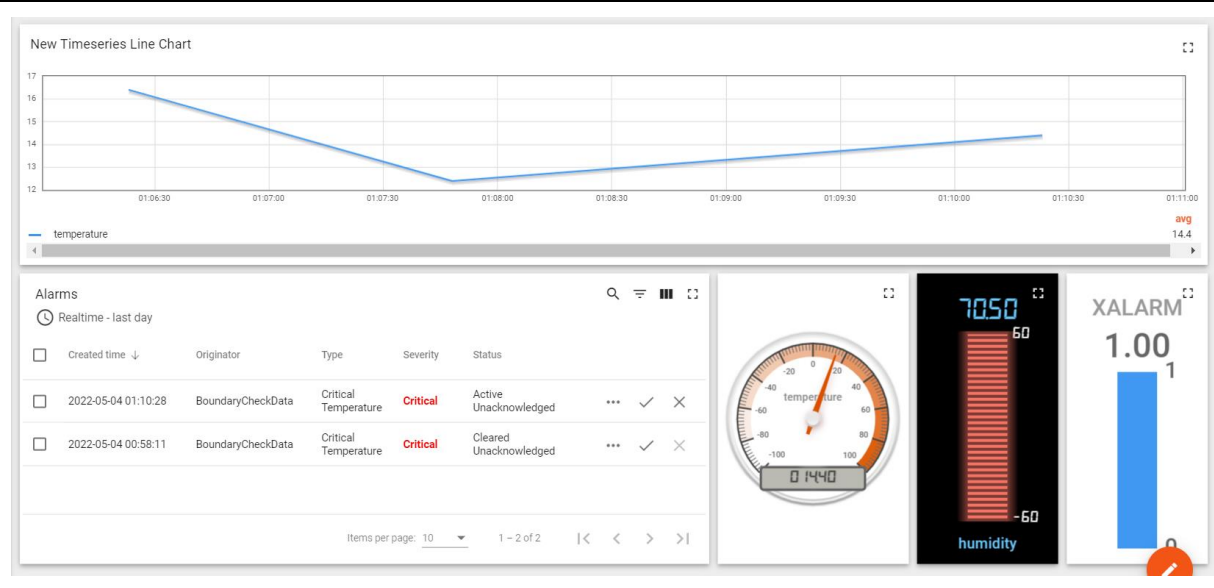 New Timeseries Line Chart
17
16
15
14
13
12
01:06:30 01:07:00 01:07:30 01:08:00 01:08:30 01:09:00 01:09:30 01:10:00 01:10:30 01:11:00
avg
temperature 14.4
Alarms
Realtime - last day
Created time Originator Type Severity Status
2022-05-04 01:10:28 BoundaryCheckData Critical Temperature Critical Active Unacknowledged
2022-05-04 00:58:11 BoundaryCheckData Critical Temperature Critical Cleared Unacknowledged
Items per page: 10 1 – 2 of 2
-20 0 20
-40 40
temperature
-60 60
-80 80
-100 100
014.40
70.50
60
-60
humidity
XALARM
1.00
1
0